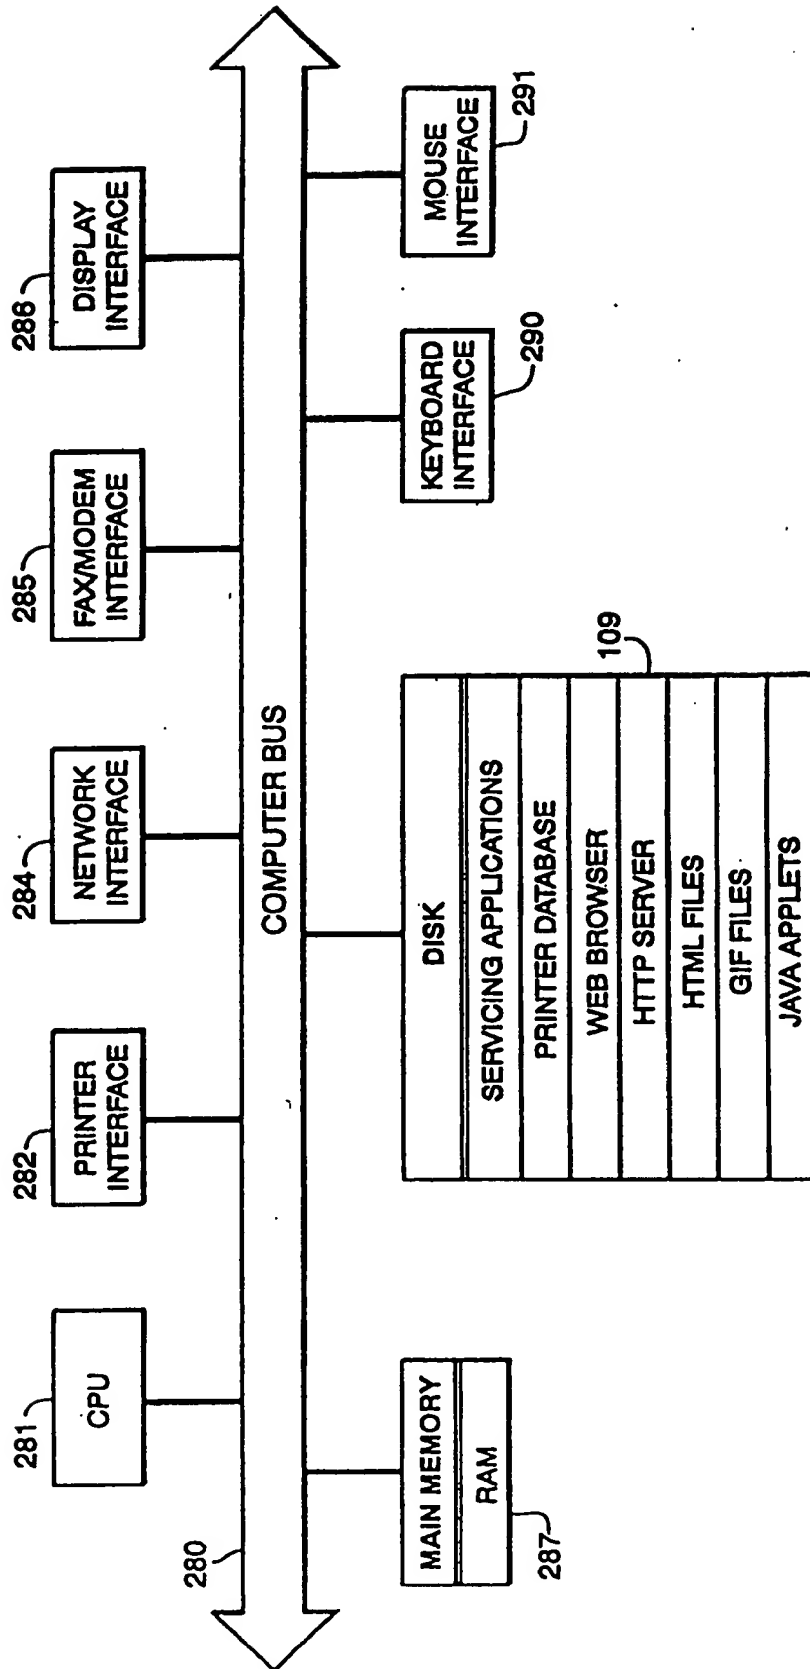 281
CPU
282
PRINTER
INTERFACE
284
NETWORK
INTERFACE
285
FAX/MODEM
INTERFACE
286
DISPLAY
INTERFACE
280
COMPUTER BUS
MAIN MEMORY
RAM
287
109
DISK
SERVICING APPLICATIONS
PRINTER DATABASE
WEB BROWSER
HTTP SERVER
HTML FILES
GIF FILES
JAVA APPLETS
KEYBOARD
INTERFACE
290
MOUSE
INTERFACE
291